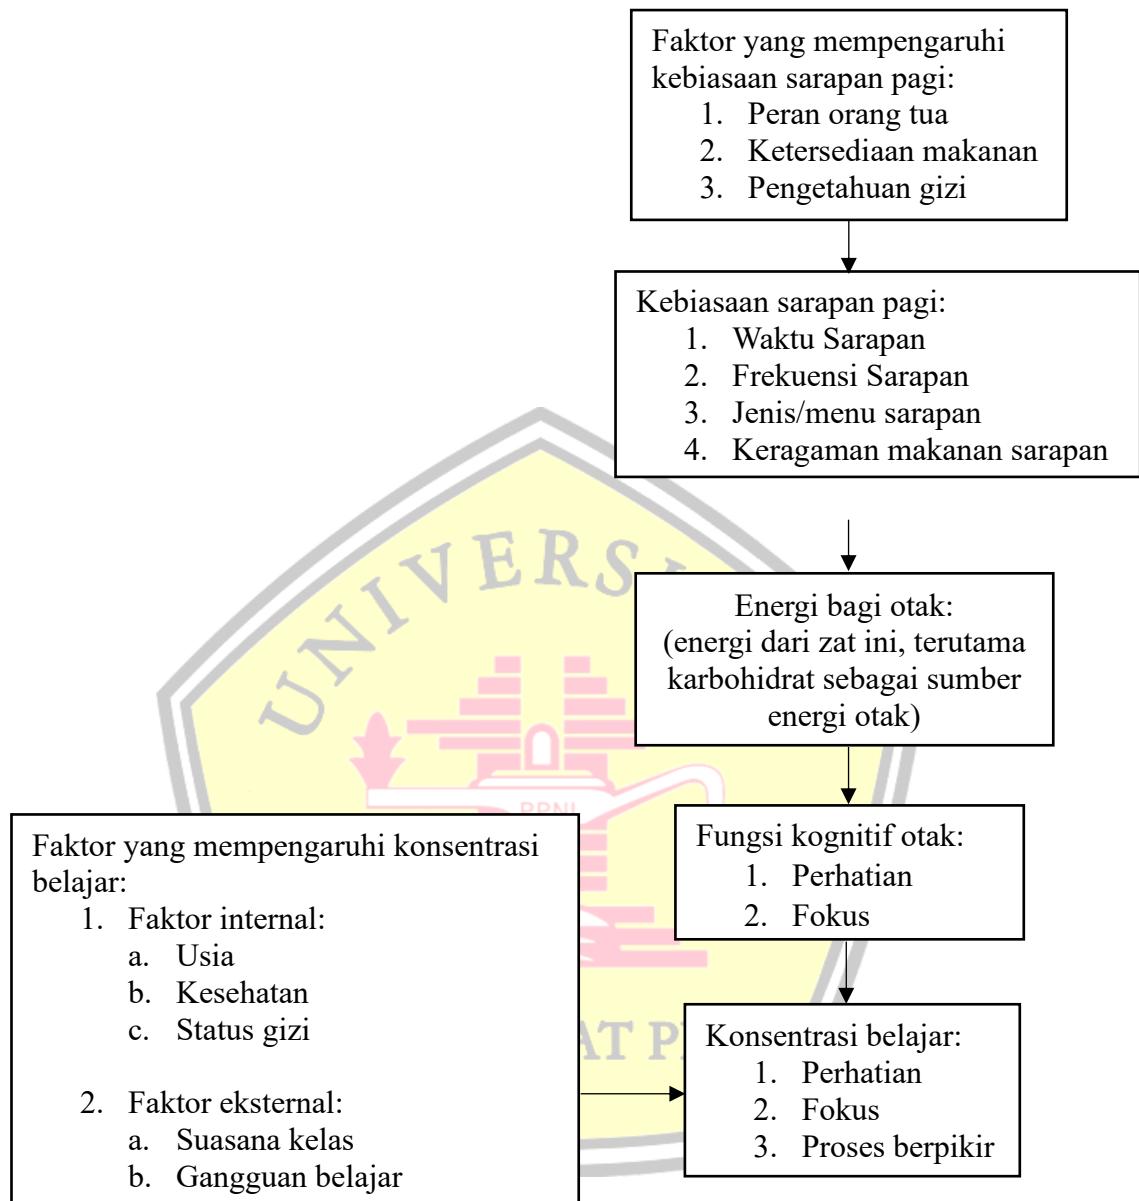 Faktor yang mempengaruhi
kebiasaan sarapan pagi:
1. Peran orang tua
2. Ketersediaan makanan
3. Pengetahuan gizi
Kebiasaan sarapan pagi:
1. Waktu Sarapan
2. Frekuensi Sarapan
3. Jenis/menu sarapan
4. Keragaman makanan sarapan
UNIVERS
Energi bagi otak:
(energi dari zat ini, terutama
karbohidrat sebagai sumber
energi otak)
PPNI
Fungsi kognitif otak:
1. Perhatian
2. Fokus
Faktor yang mempengaruhi konsentrasi
belajar:
1. Faktor internal:
a. Usia
b. Kesehatan
c. Status gizi
2. Faktor eksternal:
a. Suasana kelas
b. Gangguan belajar
AT P
Konsentrasi belajar:
1. Perhatian
2. Fokus
3. Proses berpikir